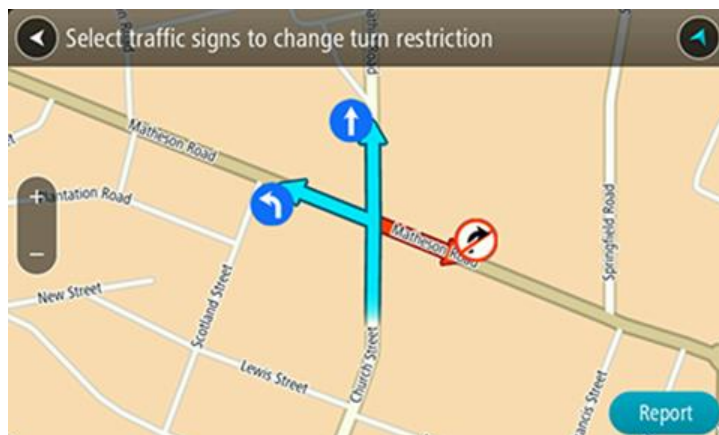 Select traffic signs to change turn restriction
Matheson Road
+
Plantation Road
Matheson Road
Springfield Road
−
New Street
Scotland Street
Lewis Street
Church Street
Report